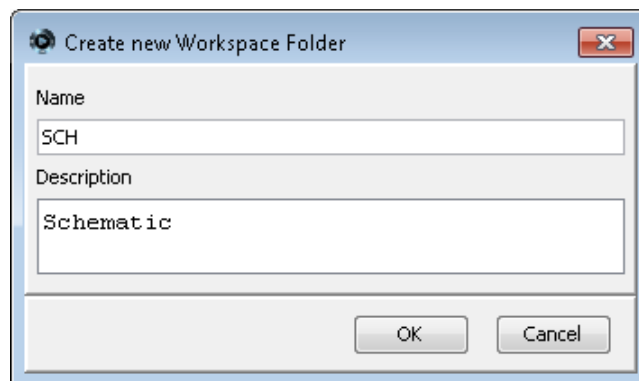 Create new Workspace Folder
Name
SCH
Description
Schematic
OK Cancel